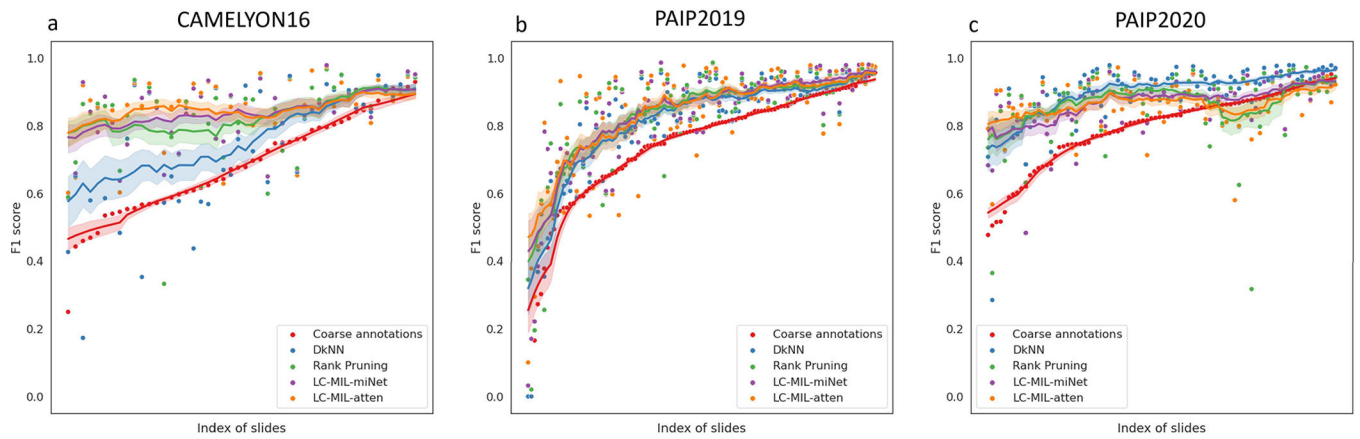 a
CAMELYON16
F1 score
1.0
0.8
0.6
0.4
0.2
0.0
Coarse annotations
DkNN
Rank Pruning
LC-MIL-miNet
LC-MIL-atten
Index of slides
b
PAIP2019
F1 score
1.0
0.8
0.6
0.4
0.2
0.0
Coarse annotations
DkNN
Rank Pruning
LC-MIL-miNet
LC-MIL-atten
Index of slides
c
PAIP2020
F1 score
1.0
0.8
0.6
0.4
0.2
0.0
Coarse annotations
DkNN
Rank Pruning
LC-MIL-miNet
LC-MIL-atten
Index of slides